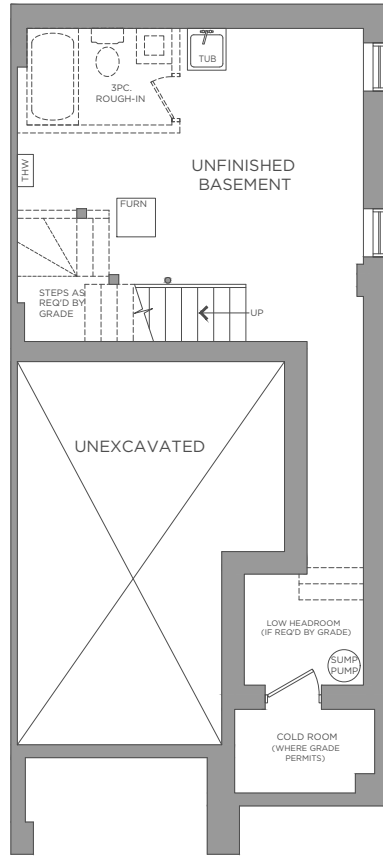 TUB
3PC.
ROUGH-IN
UNFINISHED
BASEMENT
THW
FURN
STEPS AS
REQ'D BY
GRADE
UP
UNEXCAVATED
LOW HEADROOM
(IF REQ'D BY GRADE)
SUMP
PUMP
COLD ROOM
(WHERE GRADE
PERMITS)